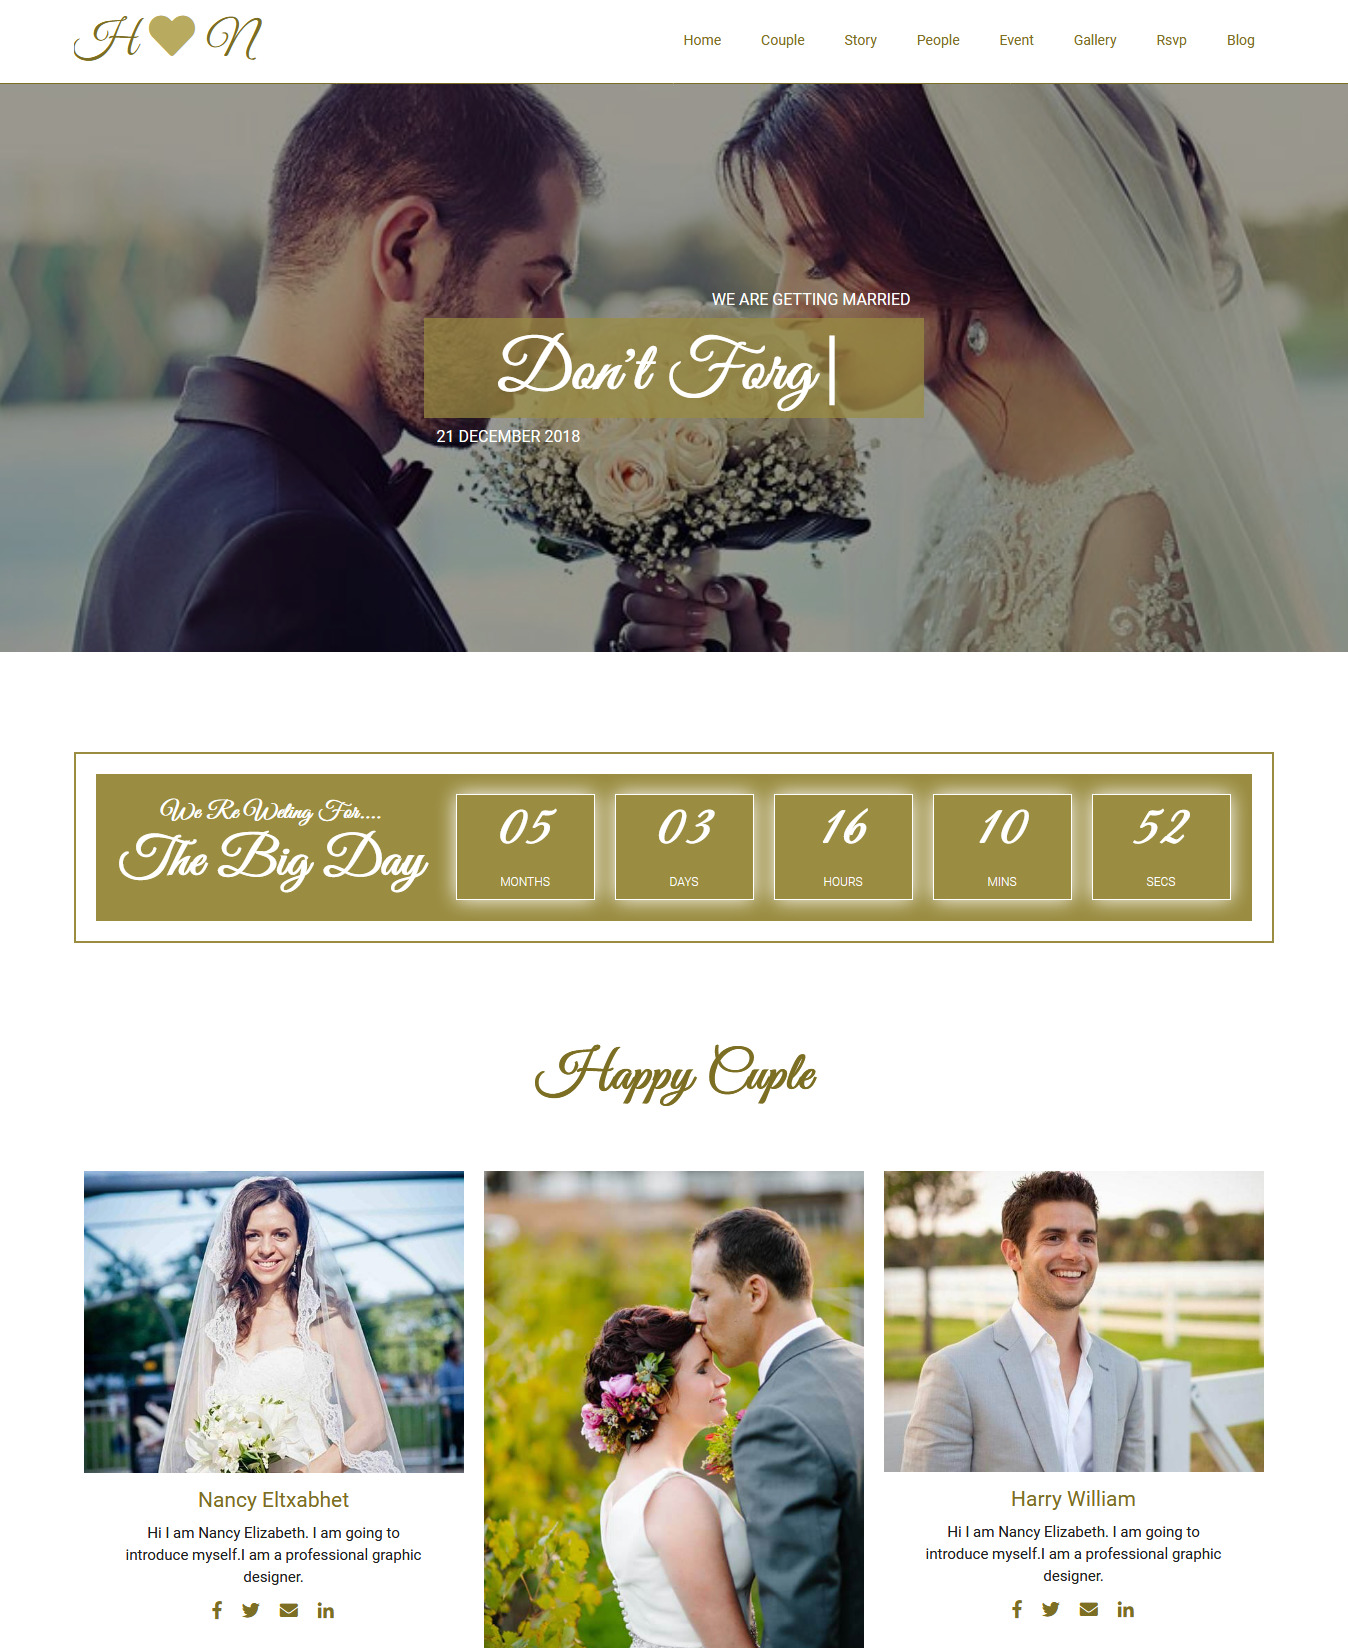 H N
Home Couple Story People Event Gallery Rsvp Blog
WE ARE GETTING MARRIED
Don't Forg
21 DECEMBER 2018
We Re Weting For....
The Big Day
05 03 16 10 52
MONTHS DAYS HOURS MINS SECS
Happy Cuple
Nancy Eltxabhet
Hi I am Nancy Elizabeth. I am going to
introduce myself.I am a professional graphic
designer.
Harry William
Hi I am Nancy Elizabeth. I am going to
introduce myself.I am a professional graphic
designer.